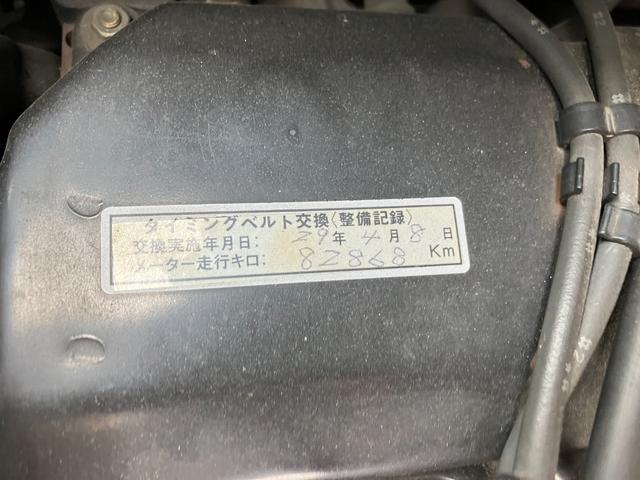 タイミングベルト交換〈整備記録〉
交換実施年月日: 29年 4月 8日
メーター走行キロ: 82868 Km